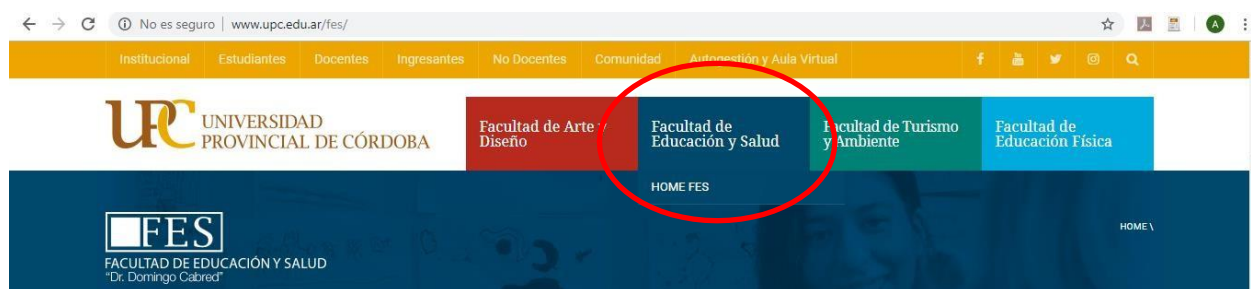 No es seguro | www.upc.edu.ar/fes/
A
Institucional Estudiantes Docentes Ingresantes No Docentes Comunidad Autogestión y Aula Virtual
UPC UNIVERSIDAD
PROVINCIAL DE CÓRDOBA
Facultad de Arte y
Diseño
Facultad de
Educación y Salud
Facultad de Turismo
y Ambiente
Facultad de
Educación Física
HOME FES
HOME \
FES
FACULTAD DE EDUCACIÓN Y SALUD
"Dr. Domingo Cabred"